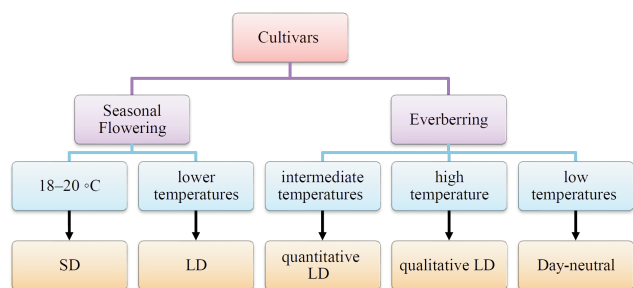 Cultivars
Seasonal
Flowering
Everberring
18–20 °C
lower
temperatures
intermediate
temperatures
high
temperature
low
temperatures
SD
LD
quantitative
LD
qualitative LD
Day-neutral